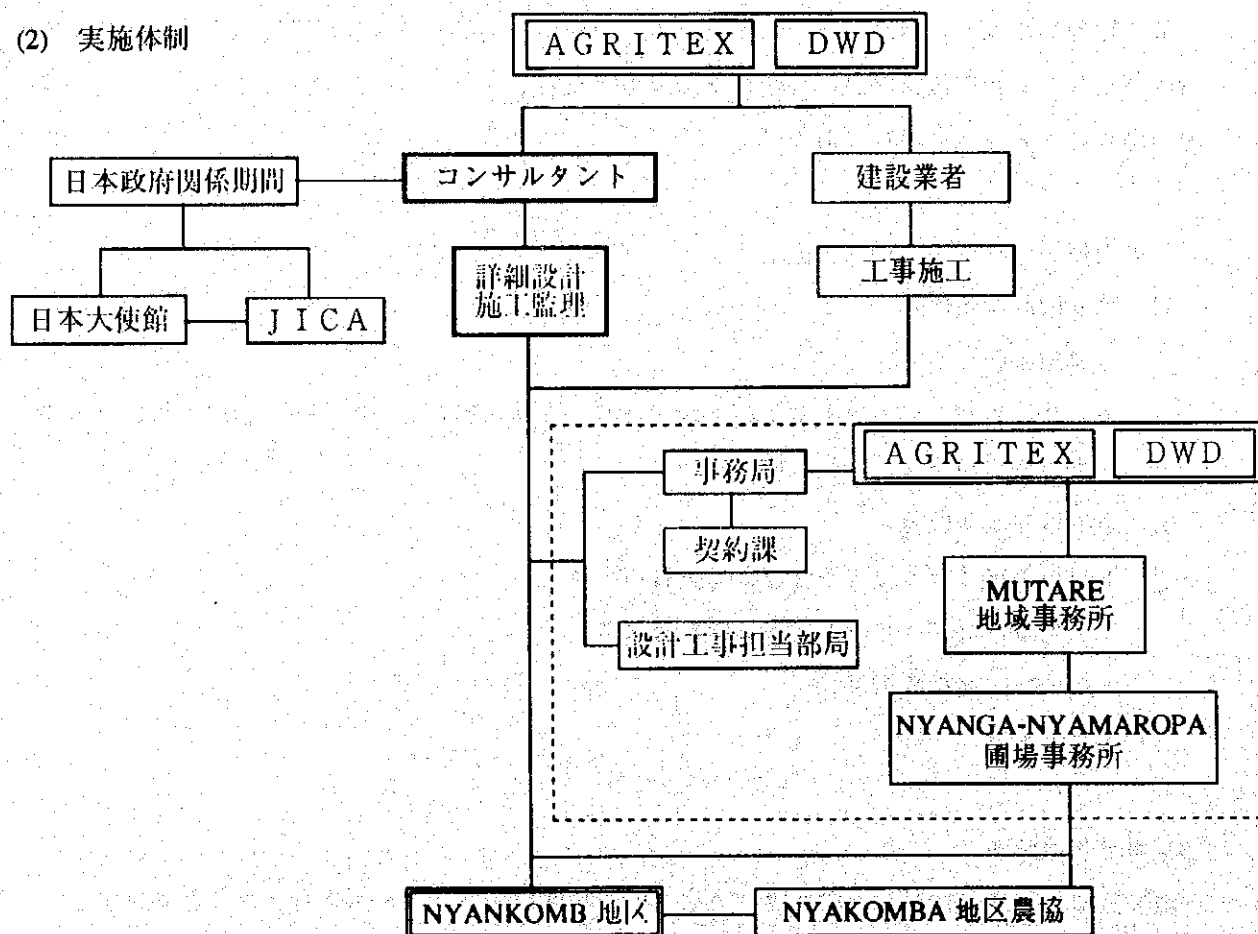 (2) 実施体制
AGRITEX DWD
日本政府関係期間
コンサルタント
建設業者
詳細設計
施工監理
工事施工
日本大使館
JICA
事務局
AGRITEX DWD
契約課
MUTARE
地域事務所
設計工事担当部局
NYANGA-NYAMAROPA
圃場事務所
NYANKOMB 地区
NYAKOMBA 地区農協